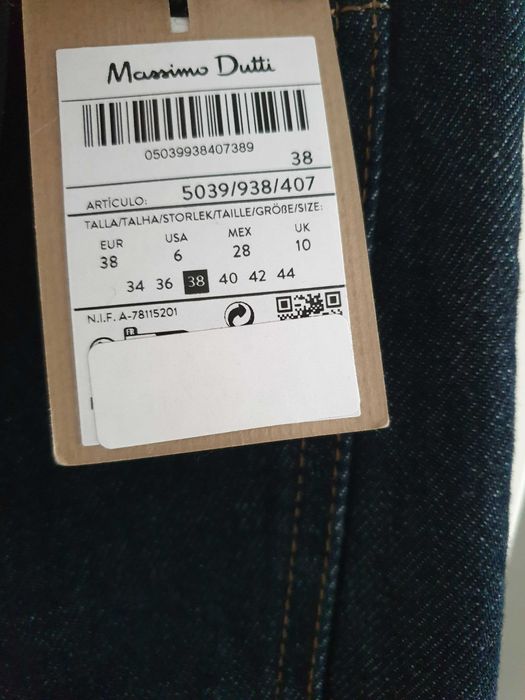 Massimo Dutti
05039938407389
38
ARTÍCULO: 5039/938/407
TALLA/TALHA/STORLEK/TAILLE/GRÖßE/SIZE:
EUR USA MEX UK
38 6 28 10
34 36 38 40 42 44
N.I.F. A-78115201
FR